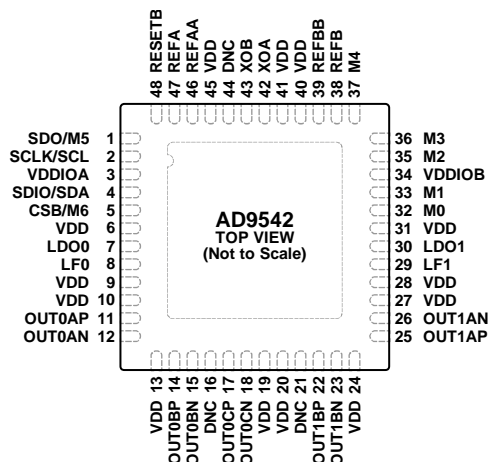 48 RESETB
47 REFA
46 REFAA
45 VDD
44 DNC
43 XOB
42 XOA
41 VDD
40 VDD
39 REFBB
38 REFB
37 M4
SDO/M5 1
SCLK/SCL 2
VDDIOA 3
SDIO/SDA 4
CSB/M6 5
VDD 6
LDO0 7
LF0 8
VDD 9
VDD 10
OUT0AP 11
OUT0AN 12
AD9542
TOP VIEW
(Not to Scale)
36 M3
35 M2
34 VDDIOB
33 M1
32 M0
31 VDD
30 LDO1
29 LF1
28 VDD
27 VDD
26 OUT1AN
25 OUT1AP
VDD 13
OUT0BP 14
OUT0BN 15
DNC 16
OUT0CP 17
OUT0CN 18
VDD 19
VDD 20
DNC 21
OUT1BP 22
OUT1BN 23
VDD 24